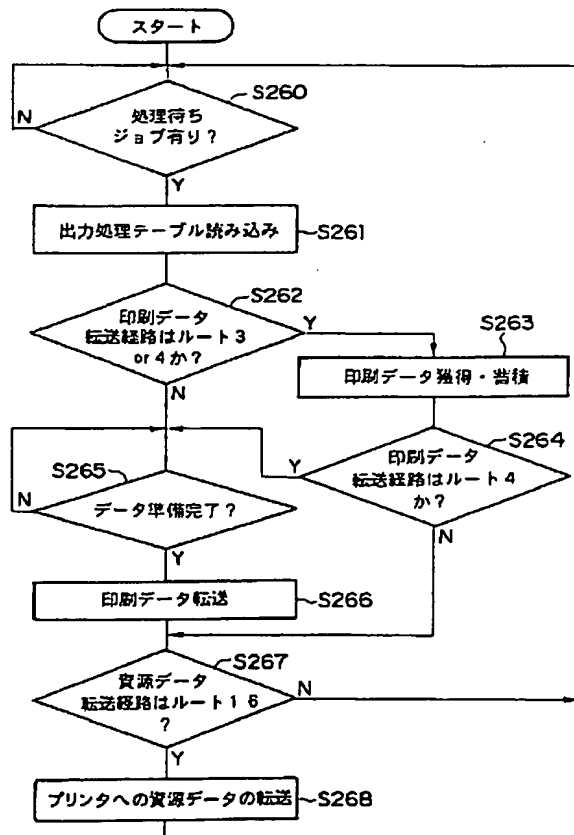 スタート
S260
処理待ち
ジョブ有り?
N
Y
出力処理テーブル読み込み
S261
S262
印刷データ
転送経路はルート3
or 4か?
Y
N
S263
印刷データ獲得・蓄積
S264
印刷データ
転送経路はルート4
か?
Y
N
S265
データ準備完了?
N
Y
印刷データ転送
S266
S267
資源データ
転送経路はルート16
?
N
Y
プリンタへの資源データの転送
S268